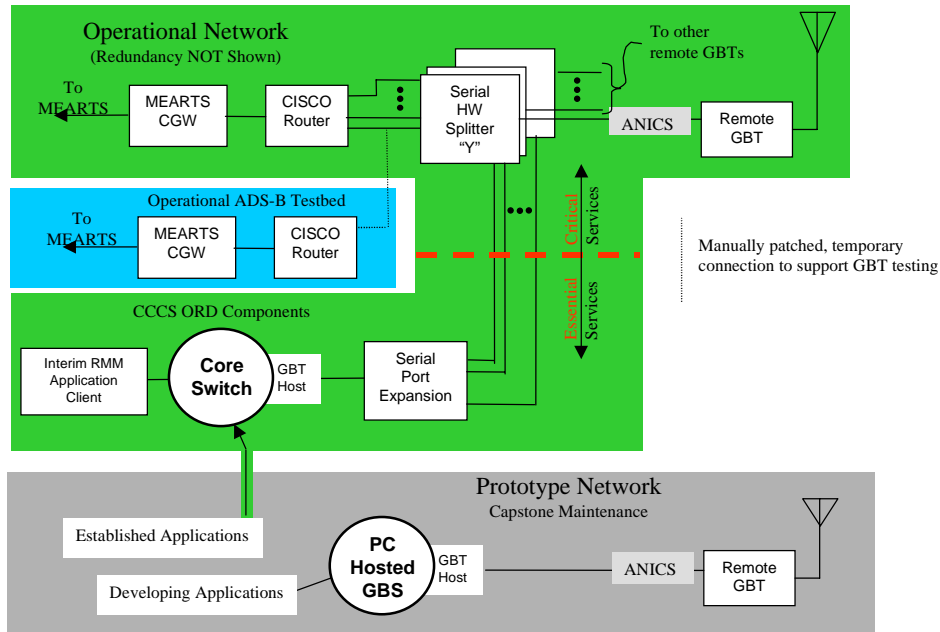 Operational Network
(Redundancy NOT Shown)
To other
remote GBTs
To
MEARTS
MEARTS
CGW
CISCO
Router
Serial
HW
Splitter
“Y”
ANICS
Remote
GBT
Operational ADS-B Testbed
To
MEARTS
MEARTS
CGW
CISCO
Router
Critical
Services
Essential
Services
Manually patched, temporary
connection to support GBT testing
CCCS ORD Components
Interim RMM
Application
Client
Core
Switch
GBT
Host
Serial
Port
Expansion
Prototype Network
Capstone Maintenance
Established Applications
Developing Applications
PC
Hosted
GBS
GBT
Host
ANICS
Remote
GBT